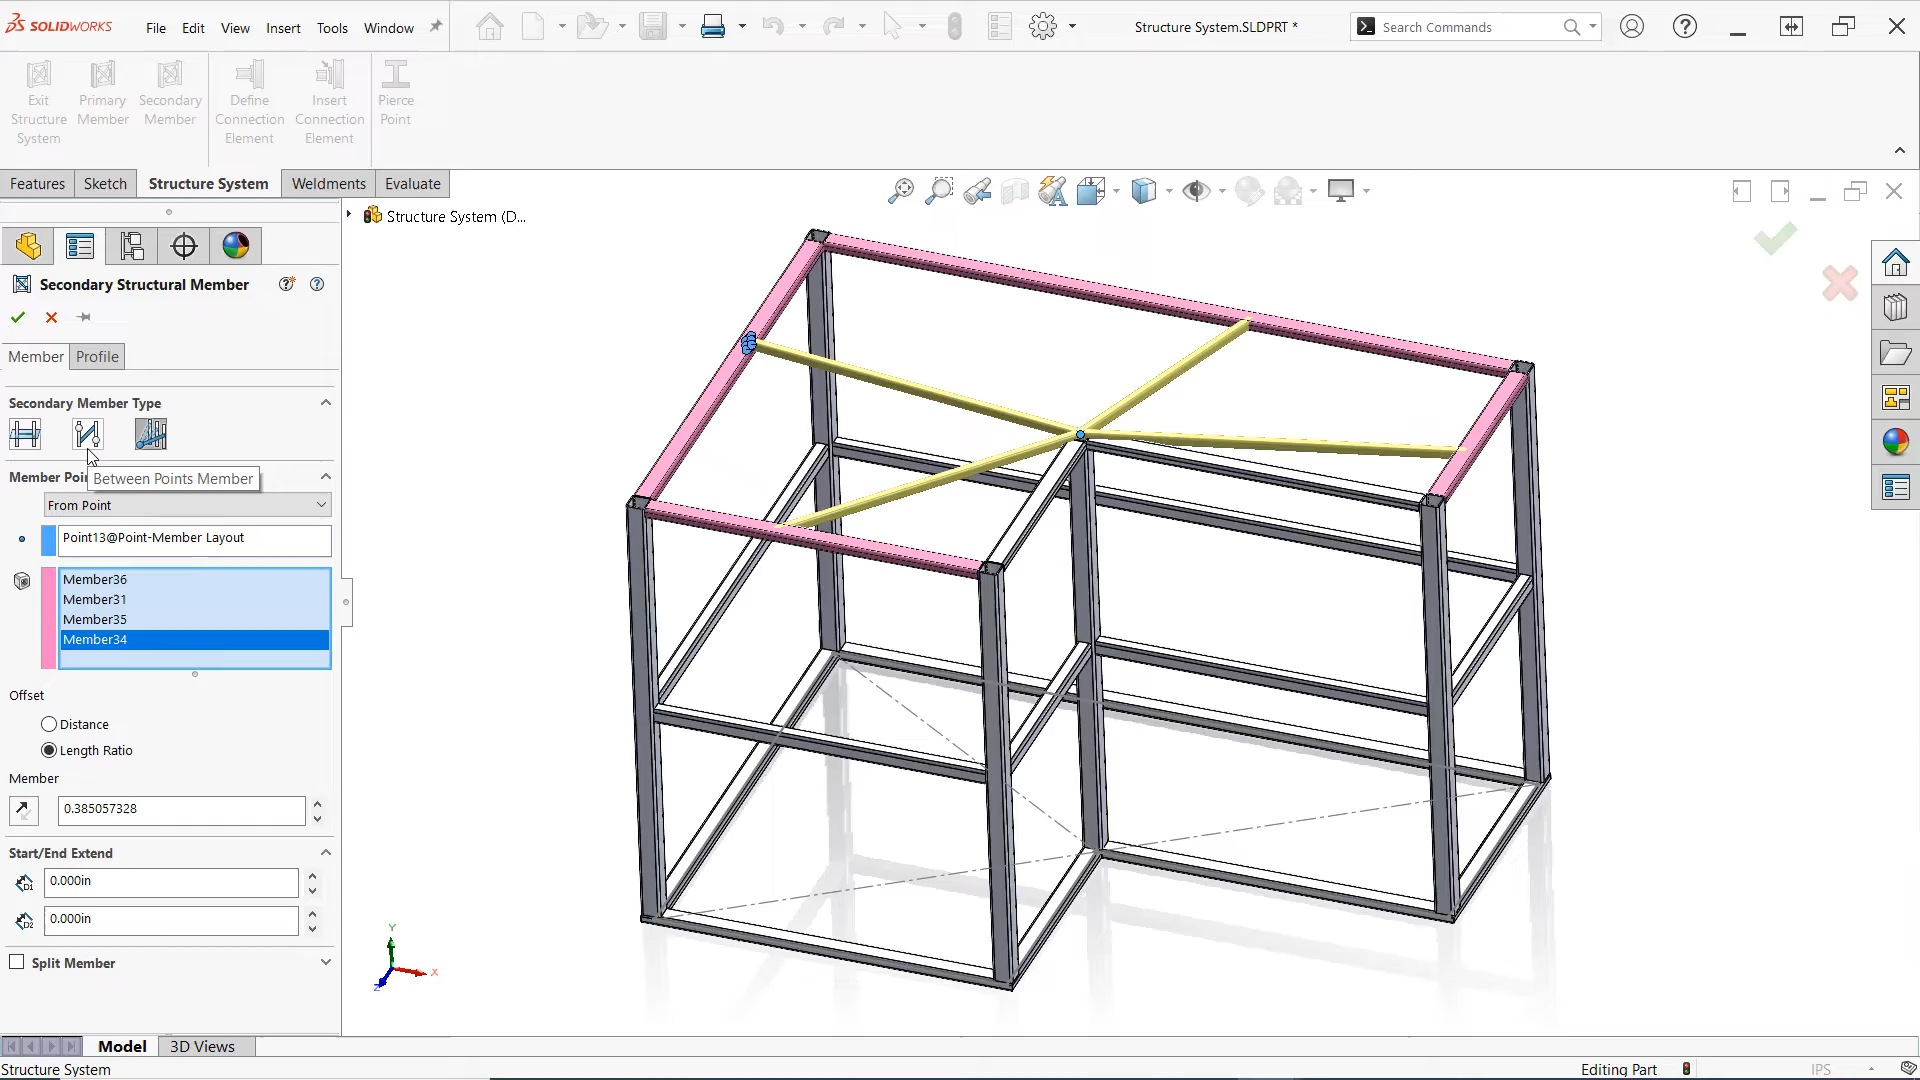 SOLIDWORKS
File Edit View Insert Tools Window
Structure System.SLDPRT *
Search Commands
Exit Structure System
Primary Member
Secondary Member
Define Connection Element
Insert Connection Element
Pierce Point
Features Sketch Structure System Weldments Evaluate
Structure System (D...
Secondary Structural Member
Member Profile
Secondary Member Type
Member Poi
Between Points Member
From Point
Point13@Point-Member Layout
Member36
Member31
Member35
Member34
Offset
Distance
Length Ratio
Member
0.385057328
Start/End Extend
D1 0.000in
D2 0.000in
Split Member
Y
X
Z
Model 3D Views
Structure System
Editing Part
IPS